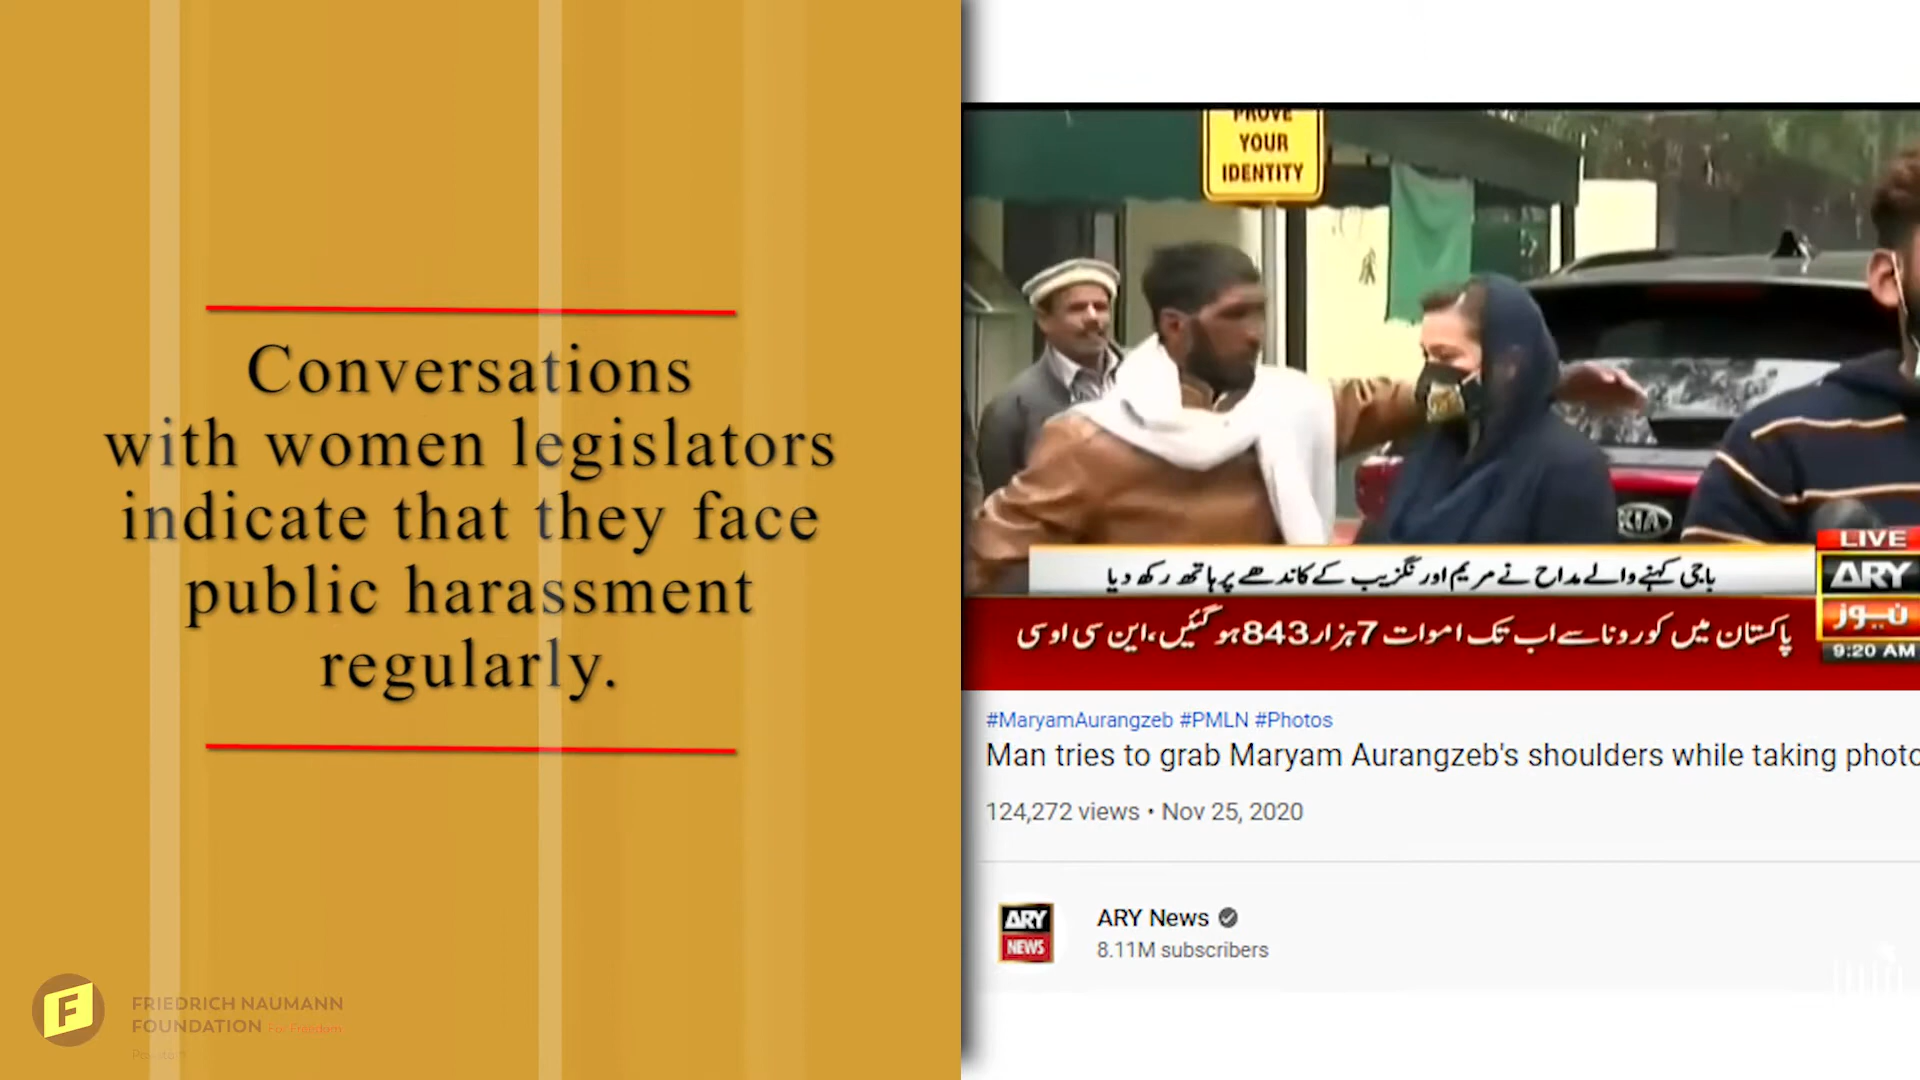 Conversations
with women legislators
indicate that they face
public harassment
regularly.
FRIEDRICH NAUMANN
FOUNDATION For Freedom.
PROVE
YOUR
IDENTITY
KIA
باجی کہنے والے مداح نے مریم اورنگزیب کے کاندھے پر ہاتھ رکھ دیا
پاکستان میں کورونا سے اب تک اموات 7 ہزار 843 ہو گئیں، این سی او سی
LIVE
ARY
نیوز
9:20 AM
#MaryamAurangzeb #PMLN #Photos
Man tries to grab Maryam Aurangzeb's shoulders while taking photo
124,272 views • Nov 25, 2020
ARY
NEWS
ARY News
8.11M subscribers